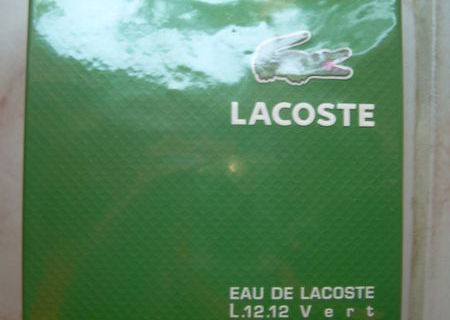 LACOSTE
EAU DE LACOSTE
L.12.12 Vert